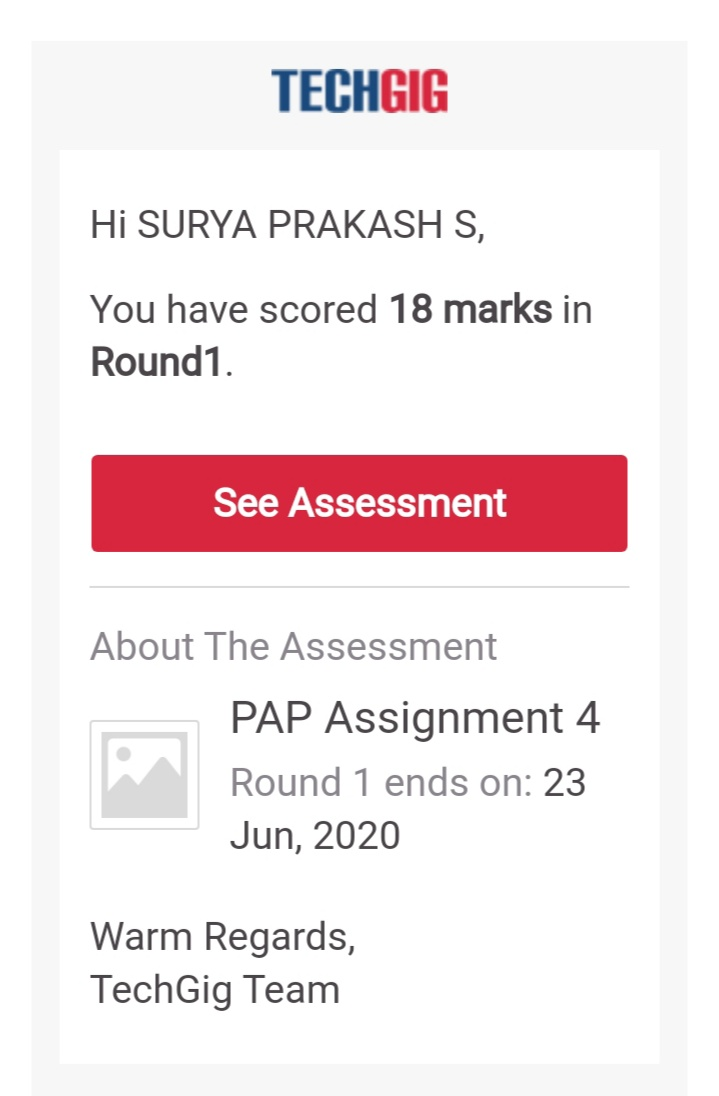 TECHGIG
Hi SURYA PRAKASH S,
You have scored 18 marks in
Round1.
See Assessment
About The Assessment
PAP Assignment 4
Round 1 ends on: 23
Jun, 2020
Warm Regards,
TechGig Team